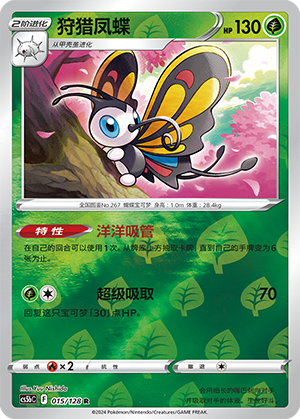 2阶进化 狩猎凤蝶 HP 130
从甲壳茧进化
全国图鉴No.267 蝴蝶宝可梦 身高：1.0m 体重：28.4kg
特性 洋洋吸管
在自己的回合可以使用1次。从牌库上方抽取卡牌，直到自己的手牌变为6
张为止。
超级吸取 70
回复这只宝可梦「30」点HP。
弱点 ×2 抵抗力 撤退
Illus.Yuu Nishida
CS5bC F 015/128 R
©2024 Pokémon/Nintendo/Creatures/GAME FREAK